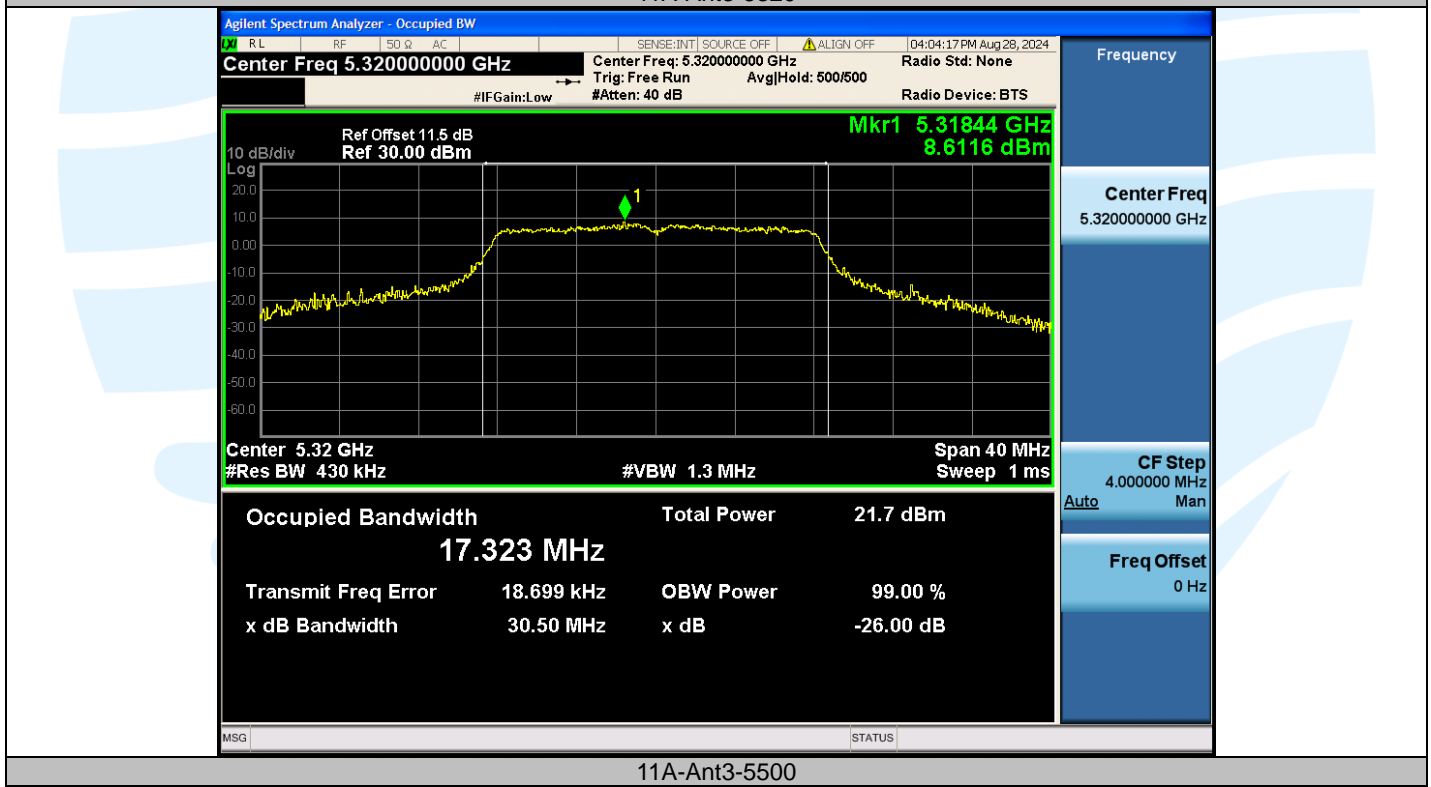 Agilent Spectrum Analyzer - Occupied BW
LXI RL RF 50 Ω AC SENSE:INT SOURCE OFF ALIGN OFF 04:04:17 PM Aug 28, 2024
Center Freq 5.320000000 GHz
Center Freq: 5.320000000 GHz
Radio Std: None
Trig: Free Run
Avg|Hold: 500/500
#IFGain:Low
#Atten: 40 dB
Radio Device: BTS
Frequency
Ref Offset 11.5 dB
Mkr1 5.31844 GHz
10 dB/div
Ref 30.00 dBm
8.6116 dBm
Log
20.0
10.0
0.00
-10.0
-20.0
-30.0
-40.0
-50.0
-60.0
1
Center Freq
5.320000000 GHz
Center 5.32 GHz
Span 40 MHz
#Res BW 430 kHz
#VBW 1.3 MHz
Sweep 1 ms
CF Step
4.000000 MHz
Auto Man
Occupied Bandwidth
Total Power 21.7 dBm
17.323 MHz
Freq Offset
0 Hz
Transmit Freq Error 18.699 kHz OBW Power 99.00 %
x dB Bandwidth 30.50 MHz x dB -26.00 dB
MSG
STATUS
11A-Ant3-5500